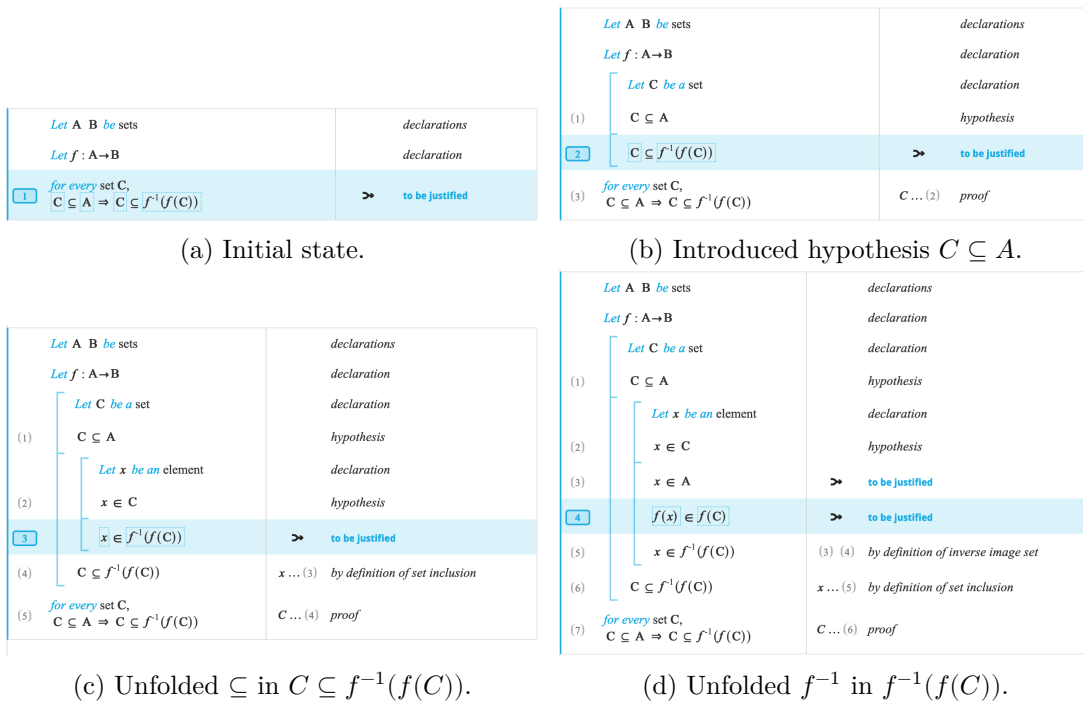 Let A B be sets declarations
Let f : A→B declaration
1 for every set C,
C ⊆ A ⇒ C ⊆ f⁻¹(f(C)) ⤚ to be justified
(a) Initial state.
Let A B be sets declarations
Let f : A→B declaration
Let C be a set declaration
(1) C ⊆ A hypothesis
2 C ⊆ f⁻¹(f(C)) ⤚ to be justified
(3) for every set C,
C ⊆ A ⇒ C ⊆ f⁻¹(f(C)) C … (2) proof
(b) Introduced hypothesis C ⊆ A.
Let A B be sets declarations
Let f : A→B declaration
Let C be a set declaration
(1) C ⊆ A hypothesis
Let x be an element declaration
(2) x ∈ C hypothesis
3 x ∈ f⁻¹(f(C)) ⤚ to be justified
(4) C ⊆ f⁻¹(f(C)) x … (3) by definition of set inclusion
(5) for every set C,
C ⊆ A ⇒ C ⊆ f⁻¹(f(C)) C … (4) proof
(c) Unfolded ⊆ in C ⊆ f⁻¹(f(C)).
Let A B be sets declarations
Let f : A→B declaration
Let C be a set declaration
(1) C ⊆ A hypothesis
Let x be an element declaration
(2) x ∈ C hypothesis
(3) x ∈ A ⤚ to be justified
4 f(x) ∈ f(C) ⤚ to be justified
(5) x ∈ f⁻¹(f(C)) (3) (4) by definition of inverse image set
(6) C ⊆ f⁻¹(f(C)) x … (5) by definition of set inclusion
(7) for every set C,
C ⊆ A ⇒ C ⊆ f⁻¹(f(C)) C … (6) proof
(d) Unfolded f⁻¹ in f⁻¹(f(C)).